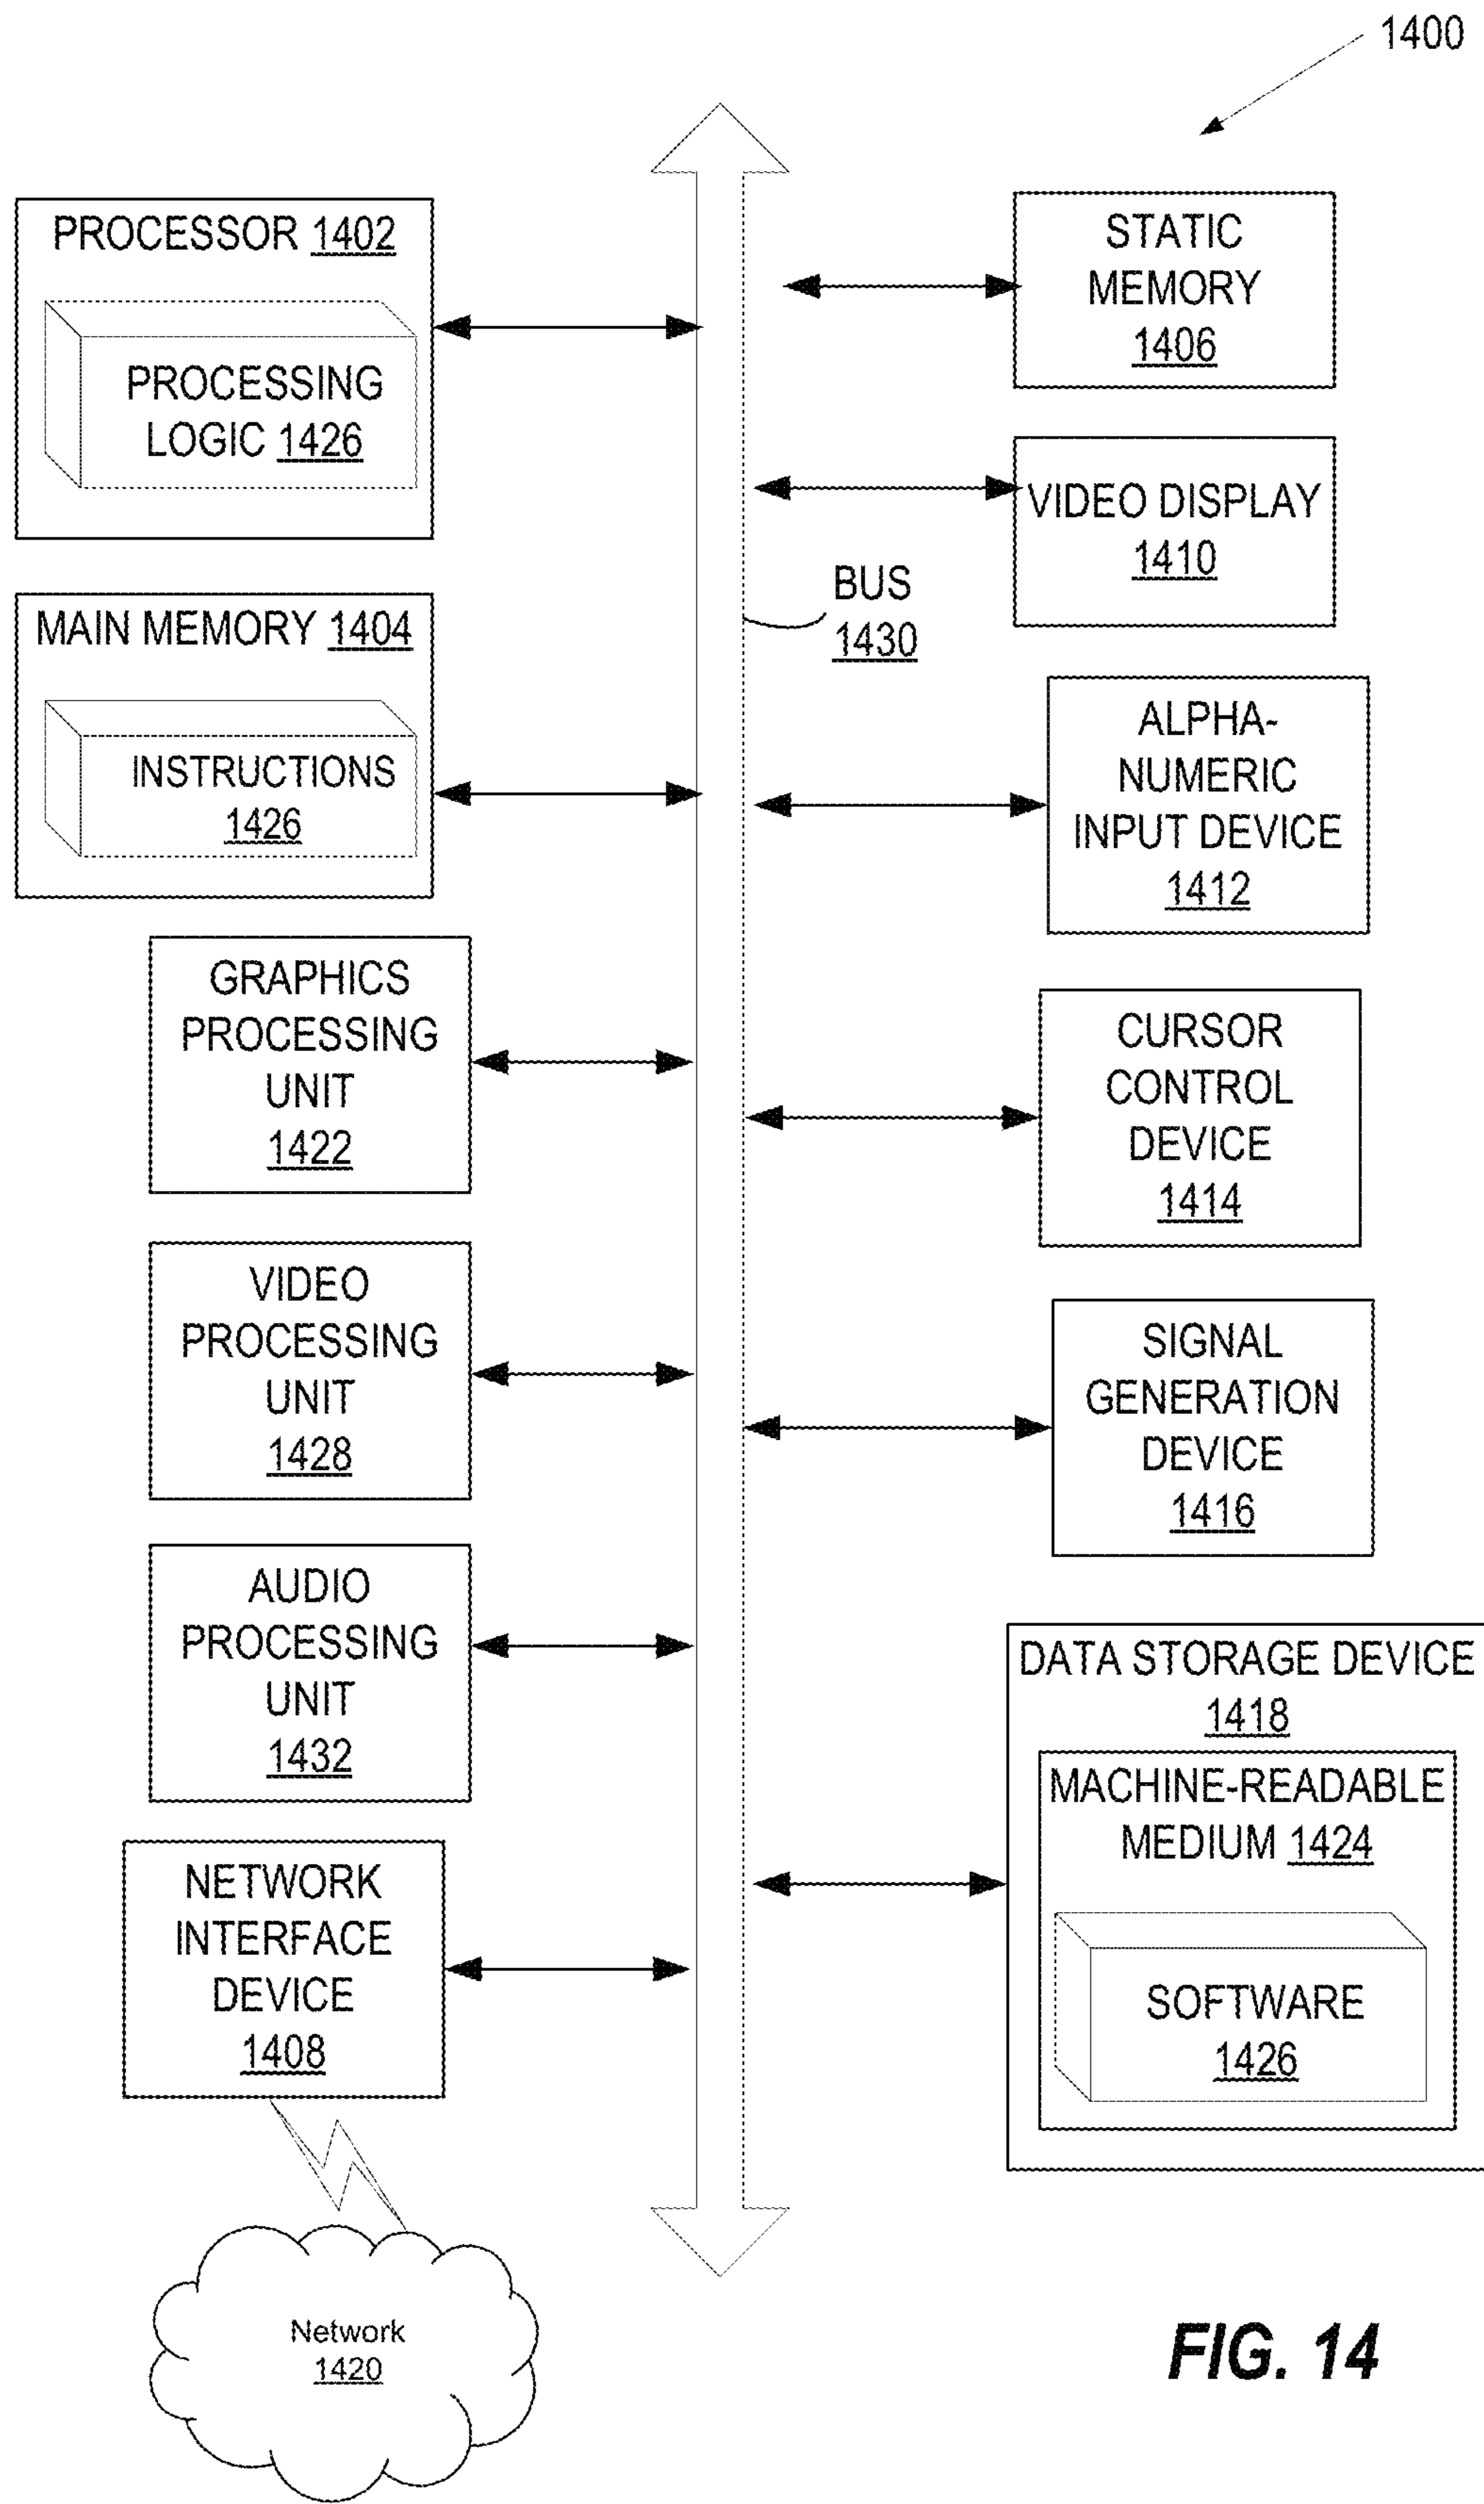 1400
PROCESSOR 1402
PROCESSING
LOGIC 1426
MAIN MEMORY 1404
INSTRUCTIONS
1426
GRAPHICS
PROCESSING
UNIT
1422
VIDEO
PROCESSING
UNIT
1428
AUDIO
PROCESSING
UNIT
1432
NETWORK
INTERFACE
DEVICE
1408
Network
1420
BUS
1430
STATIC
MEMORY
1406
VIDEO DISPLAY
1410
ALPHA-
NUMERIC
INPUT DEVICE
1412
CURSOR
CONTROL
DEVICE
1414
SIGNAL
GENERATION
DEVICE
1416
DATA STORAGE DEVICE
1418
MACHINE-READABLE
MEDIUM 1424
SOFTWARE
1426
FIG. 14